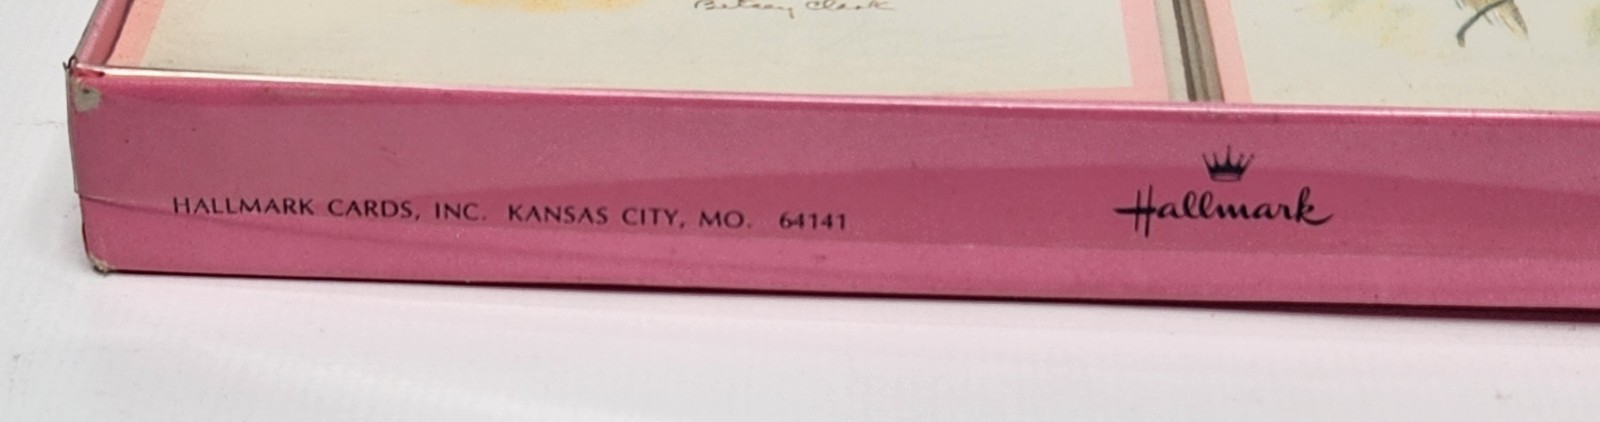 Betsey Clark
HALLMARK CARDS, INC. KANSAS CITY, MO. 64141
Hallmark